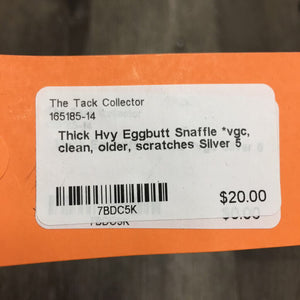 The Tack Collector
165185-14
Thick Hvy Eggbutt Snaffle *vgc,
clean, older, scratches Silver 5
$20.00
7BDC5K